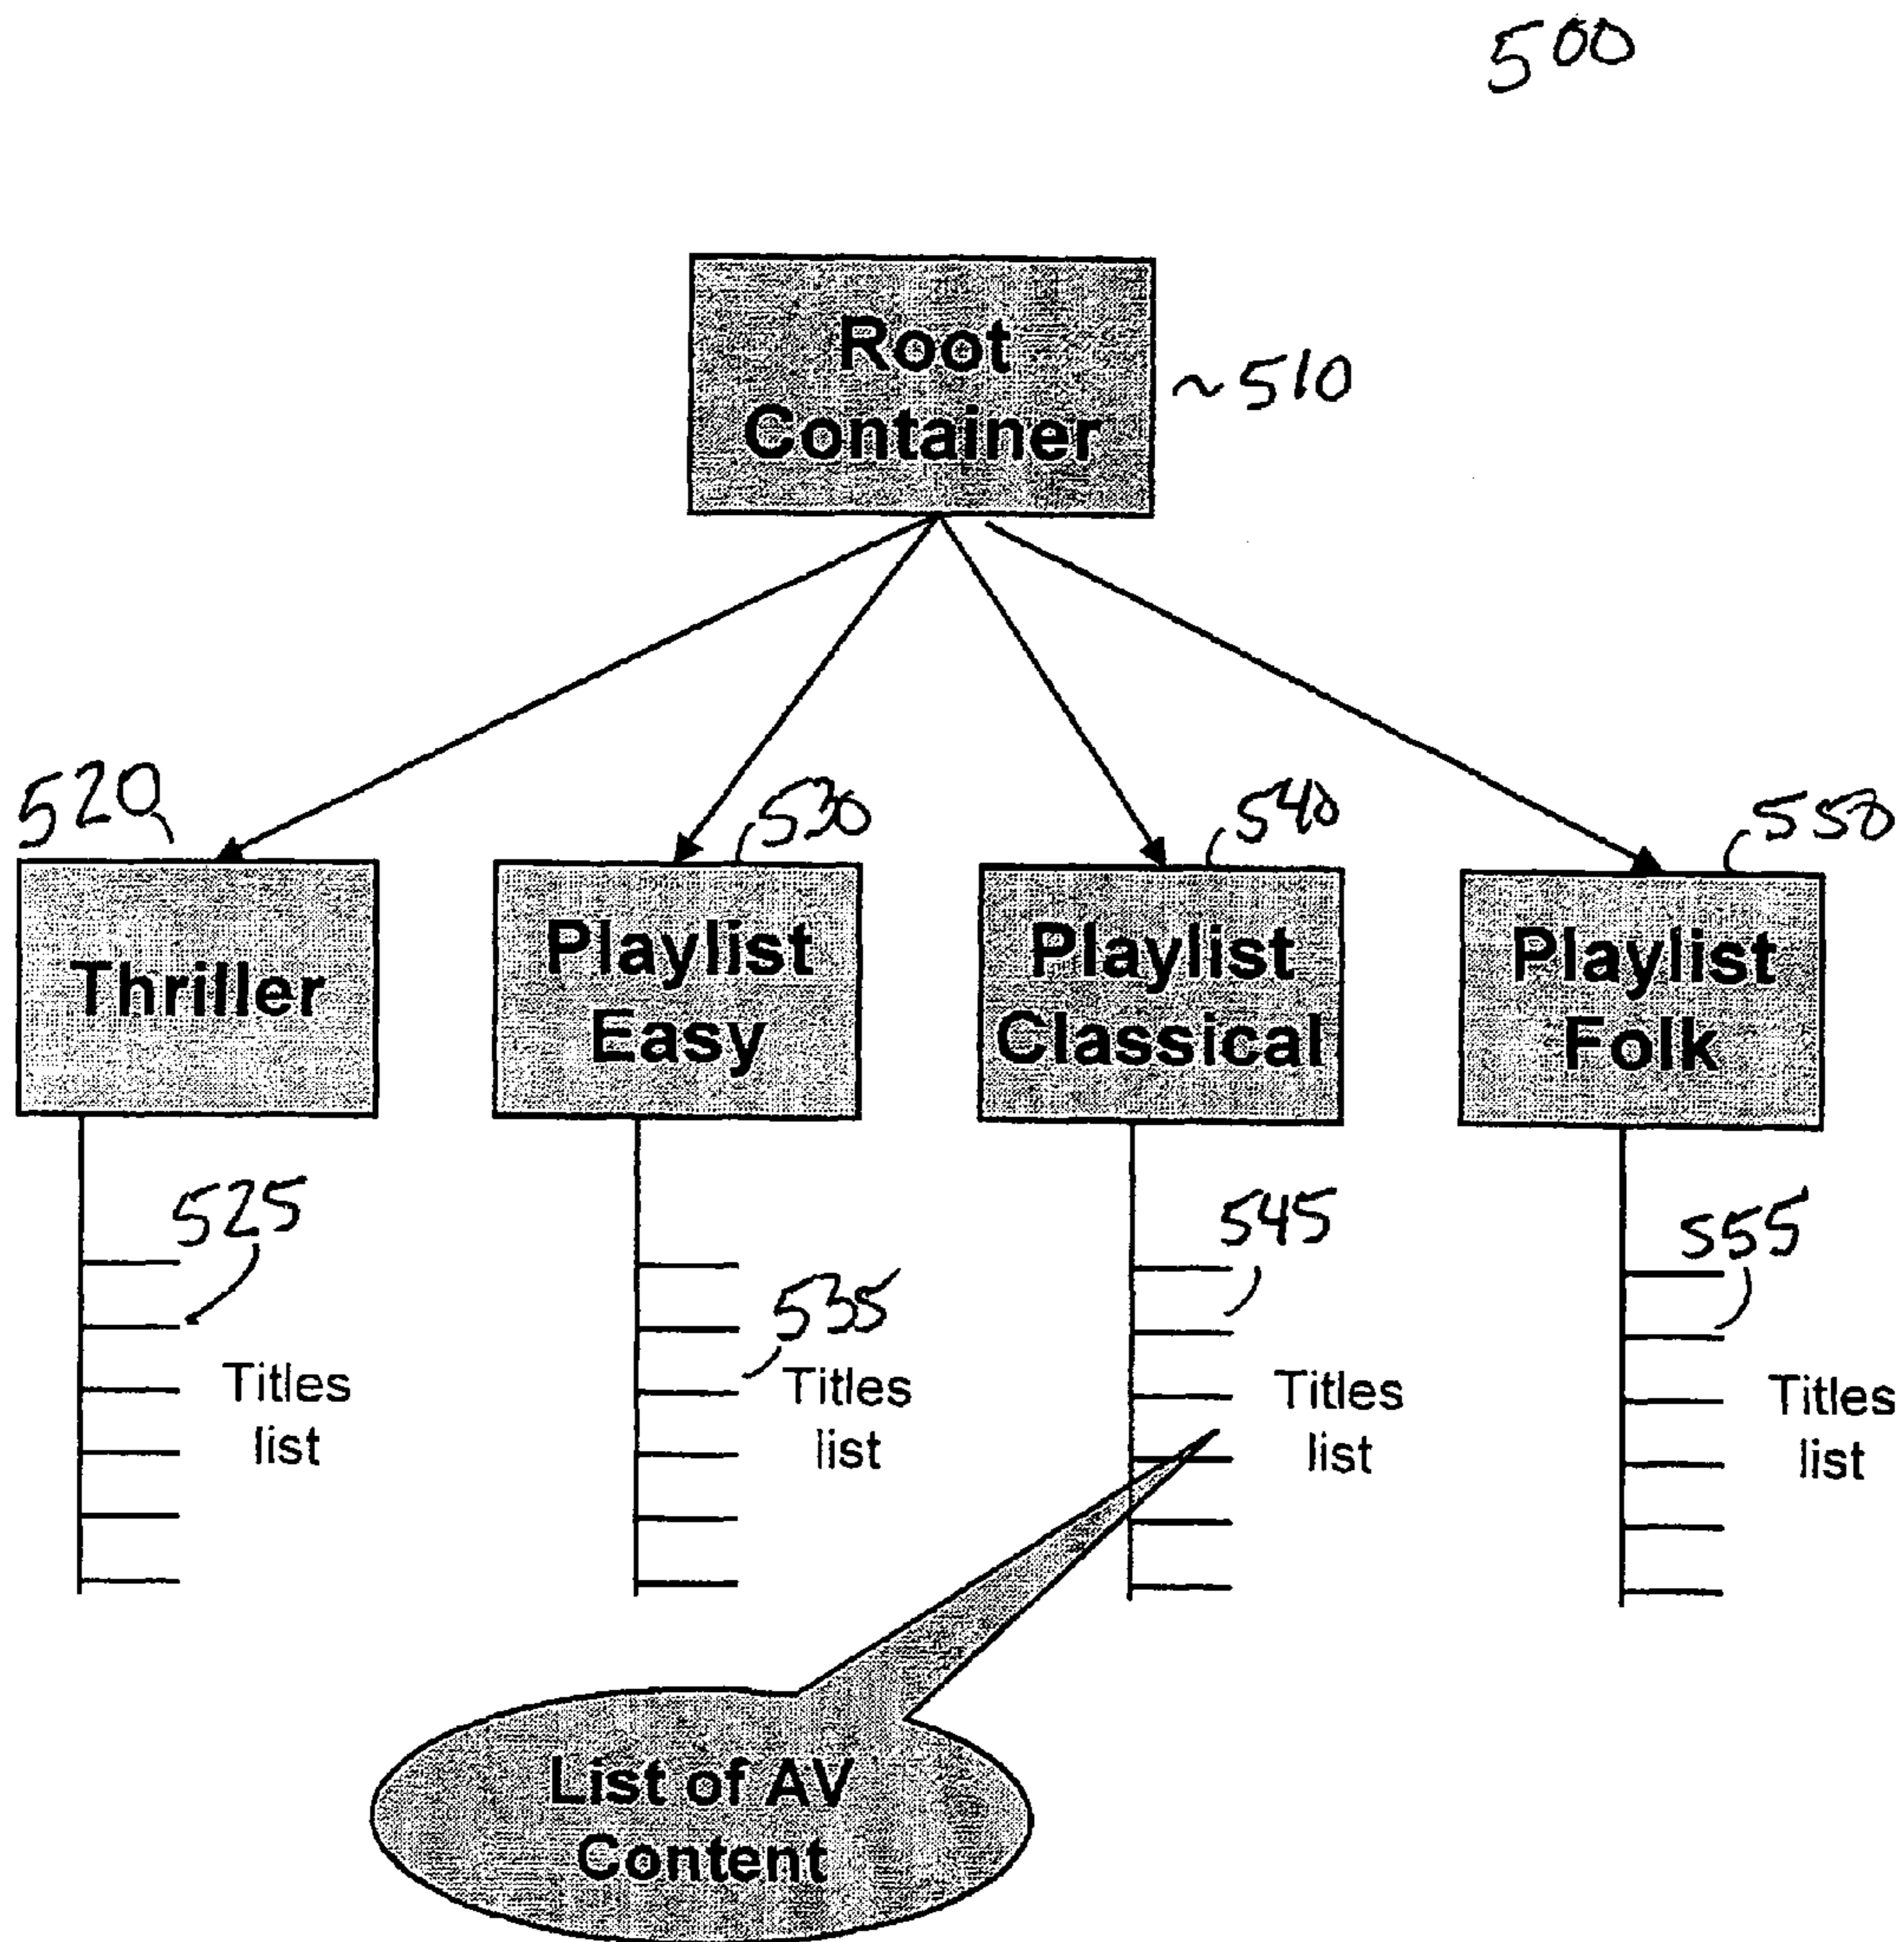 500
Root
Container
~510
520
530
540
550
Thriller
Playlist
Easy
Playlist
Classical
Playlist
Folk
525
535
545
555
Titles
list
Titles
list
Titles
list
Titles
list
List of AV
Content